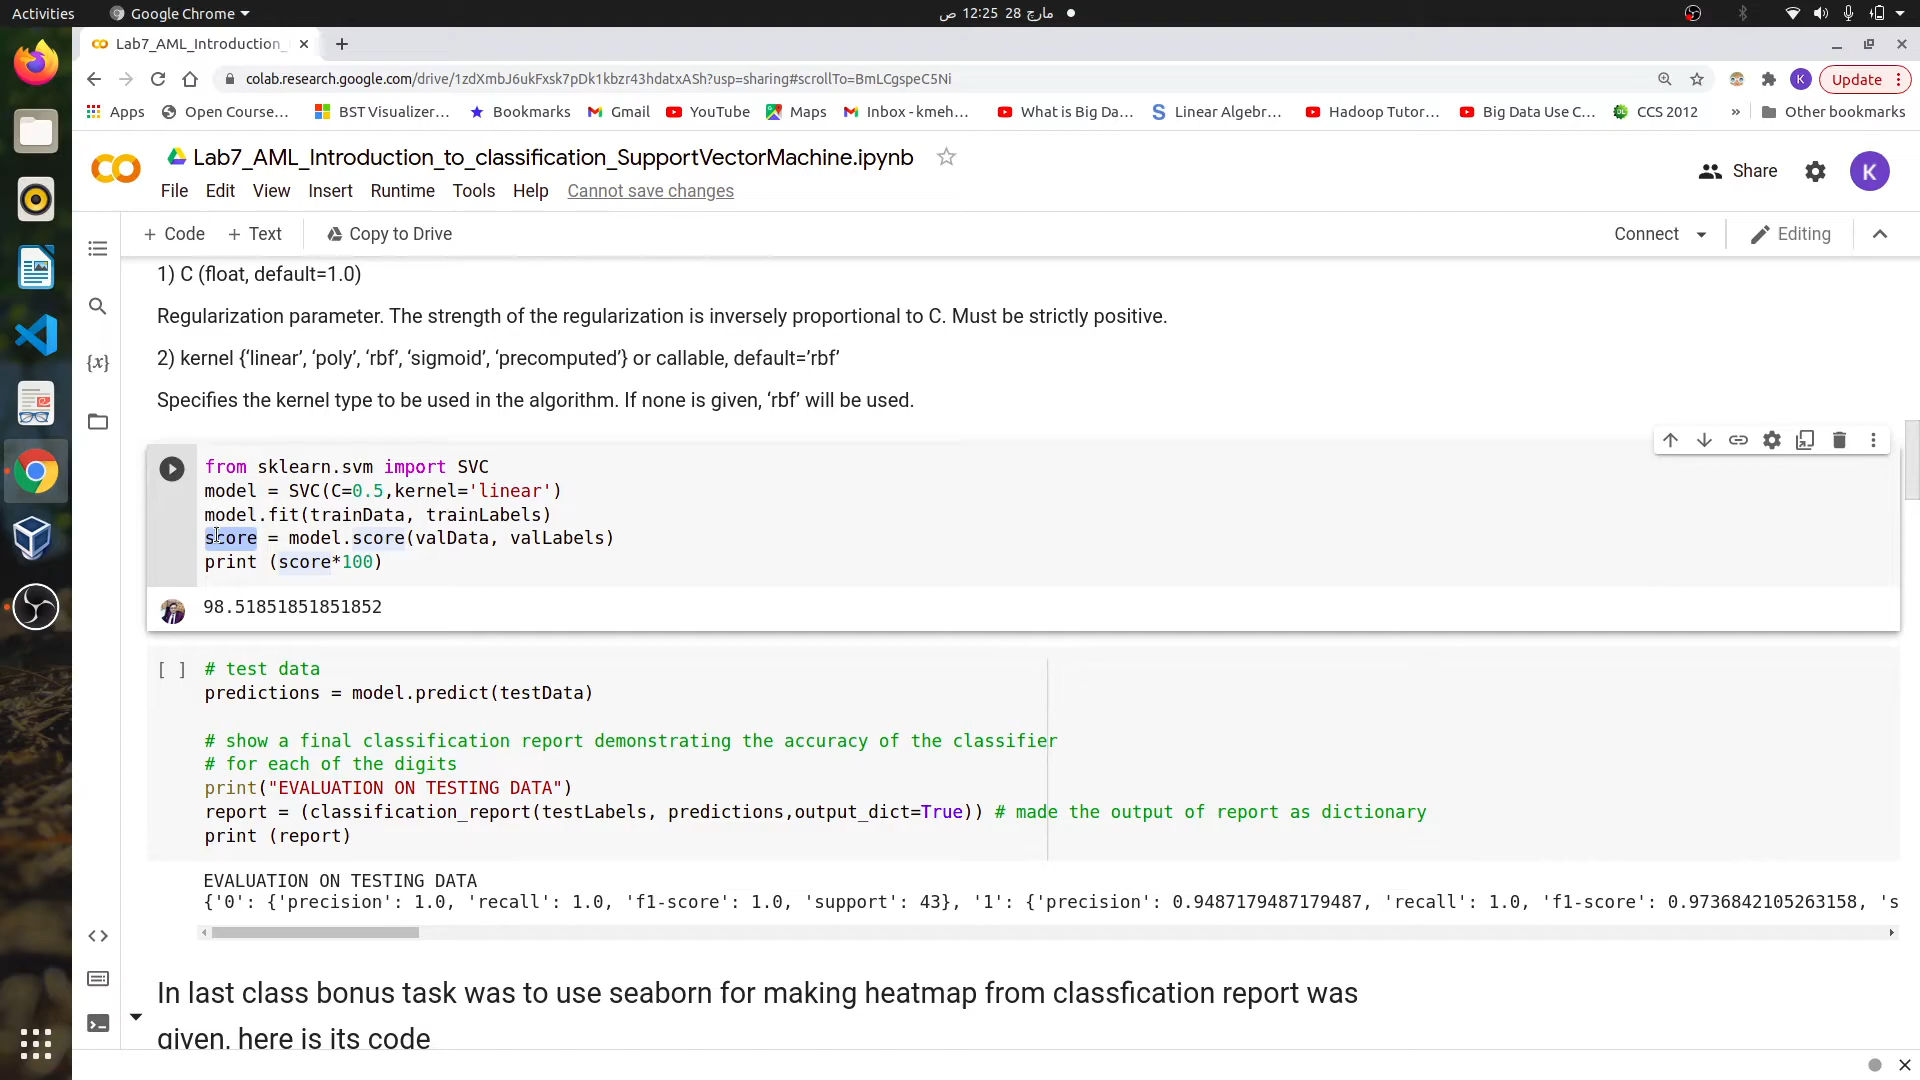 Activities
Google Chrome
مارچ 28 12:25 ص
Lab7_AML_Introduction_
colab.research.google.com/drive/1zdXmbJ6ukFxsk7pDk1kbzr43hdatxASh?usp=sharing#scrollTo=BmLCgspeC5Ni
K
Update
Apps
Open Course...
BST Visualizer...
Bookmarks
Gmail
YouTube
Maps
Inbox - kmeh...
What is Big Da...
Linear Algebr...
Hadoop Tutor...
Big Data Use C...
CCS 2012
»
Other bookmarks
Lab7_AML_Introduction_to_classification_SupportVectorMachine.ipynb
File Edit View Insert Runtime Tools Help Cannot save changes
Share
K
+ Code + Text Copy to Drive
Connect
Editing
1) C (float, default=1.0)
Regularization parameter. The strength of the regularization is inversely proportional to C. Must be strictly positive.
2) kernel {‘linear’, ‘poly’, ‘rbf’, ‘sigmoid’, ‘precomputed’} or callable, default=’rbf’
Specifies the kernel type to be used in the algorithm. If none is given, ‘rbf’ will be used.
from sklearn.svm import SVC
model = SVC(C=0.5,kernel='linear')
model.fit(trainData, trainLabels)
score = model.score(valData, valLabels)
print (score*100)
98.51851851851852
[ ] # test data
predictions = model.predict(testData)
# show a final classification report demonstrating the accuracy of the classifier
# for each of the digits
print("EVALUATION ON TESTING DATA")
report = (classification_report(testLabels, predictions,output_dict=True)) # made the output of report as dictionary
print (report)
EVALUATION ON TESTING DATA
{'0': {'precision': 1.0, 'recall': 1.0, 'f1-score': 1.0, 'support': 43}, '1': {'precision': 0.9487179487179487, 'recall': 1.0, 'f1-score': 0.9736842105263158, 's
In last class bonus task was to use seaborn for making heatmap from classfication report was
given, here is its code